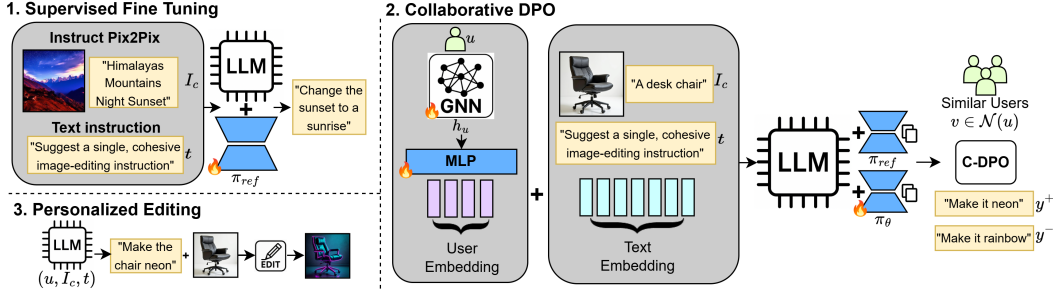 1. Supervised Fine Tuning
Instruct Pix2Pix
"Himalayas
Mountains
Night Sunset"
I_c
Text instruction
"Suggest a single, cohesive
image-editing instruction"
t
LLM
+
π_ref
"Change the
sunset to a
sunrise"
2. Collaborative DPO
u
GNN
h_u
MLP
User
Embedding
+
"A desk chair"
I_c
"Suggest a single, cohesive
image-editing instruction"
t
Text
Embedding
LLM
+
π_ref
+
π_θ
Similar Users
v ∈ N(u)
C-DPO
"Make it neon" y⁺
"Make it rainbow" y⁻
3. Personalized Editing
LLM
(u, I_c, t)
"Make the
chair neon"
+
EDIT